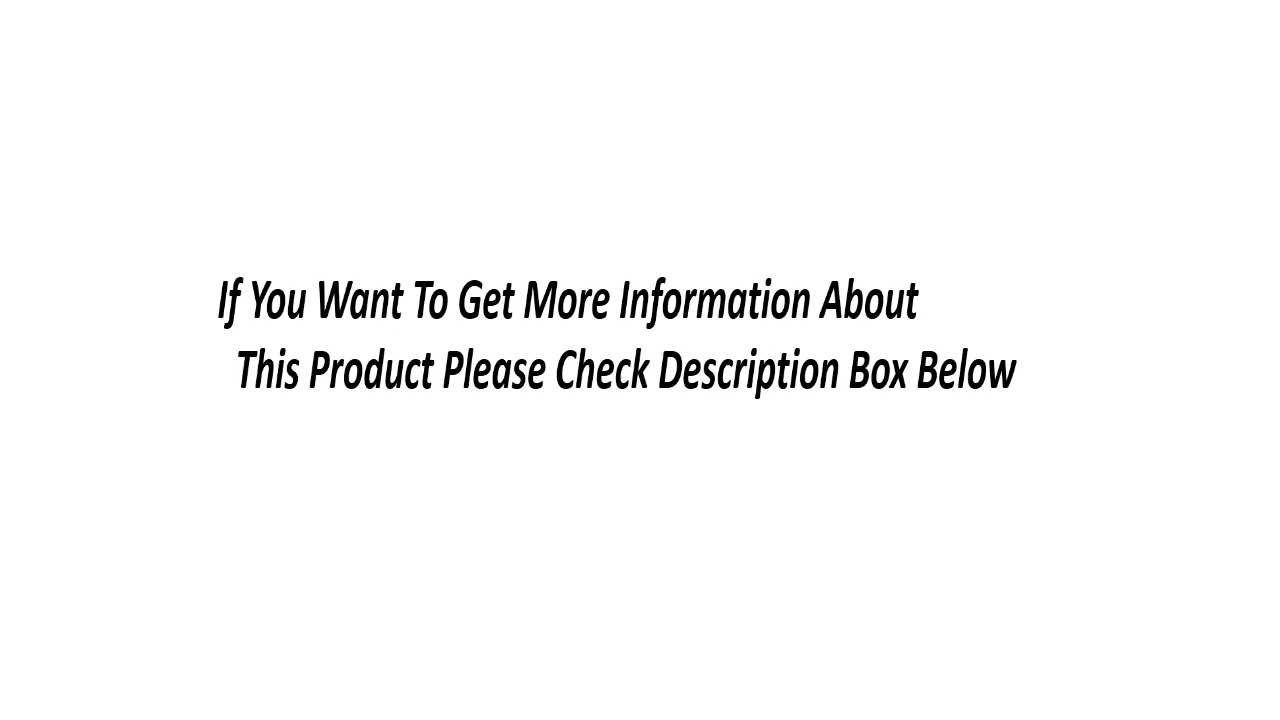 If You Want To Get More Information About
This Product Please Check Description Box Below